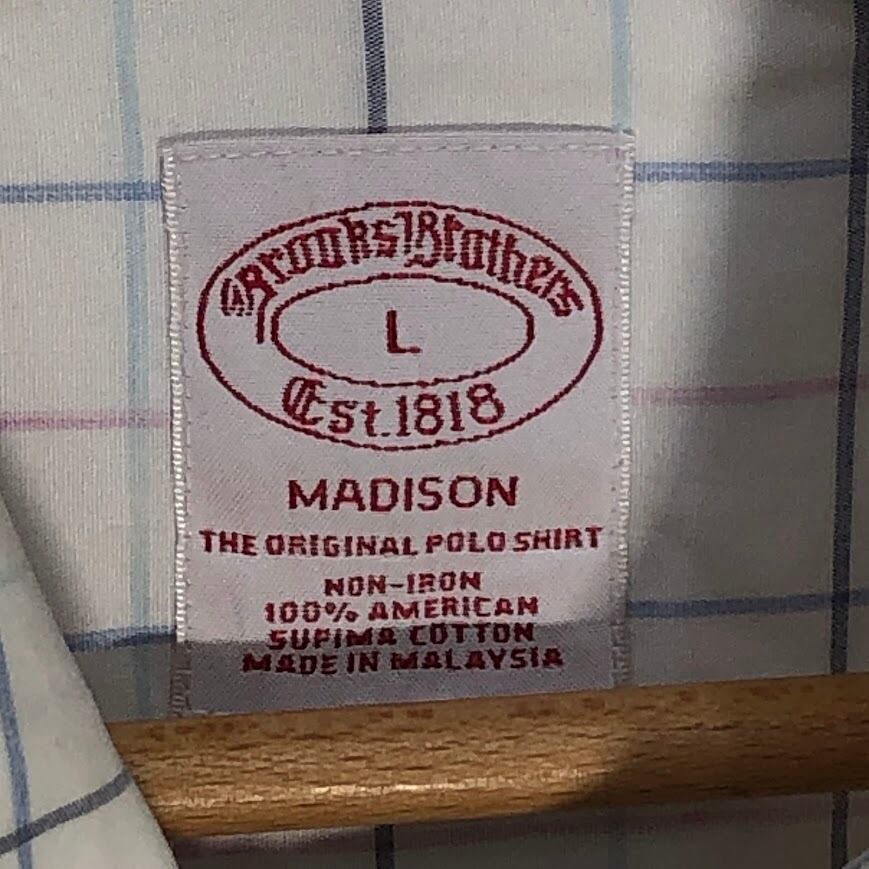 Brooks Brothers
L
Est. 1818
MADISON
THE ORIGINAL POLO SHIRT
NON-IRON
100% AMERICAN
SUPIMA COTTON
MADE IN MALAYSIA